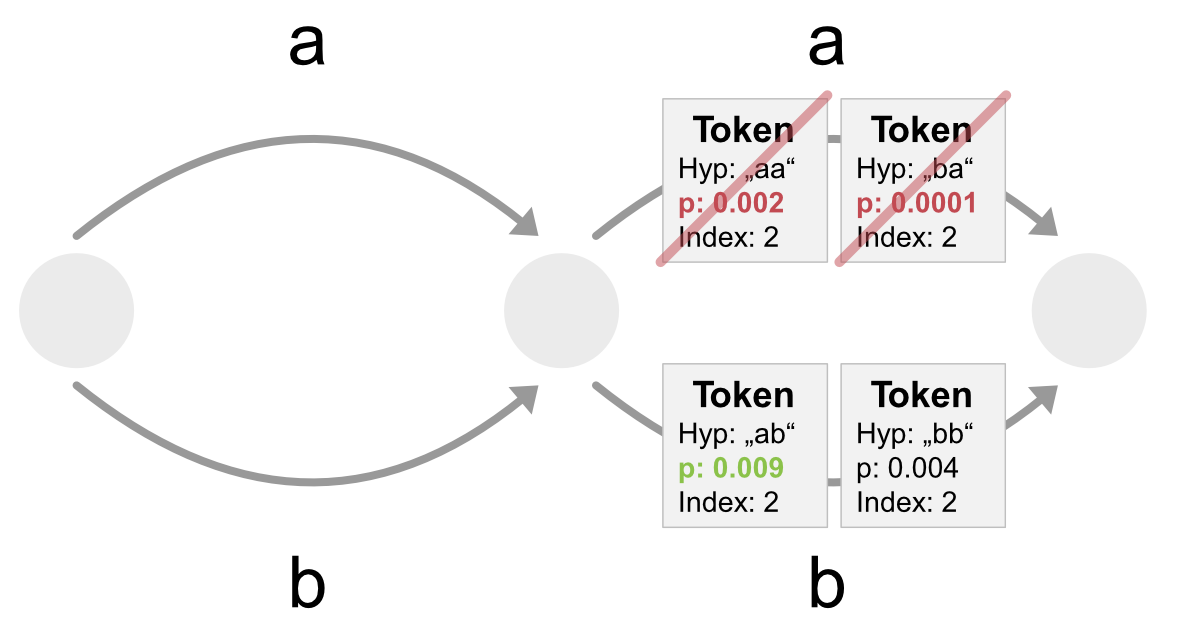 a
a
Token
Hyp: „aa“
p: 0.002
Index: 2
Token
Hyp: „ba“
p: 0.0001
Index: 2
Token
Hyp: „ab“
p: 0.009
Index: 2
Token
Hyp: „bb“
p: 0.004
Index: 2
b
b